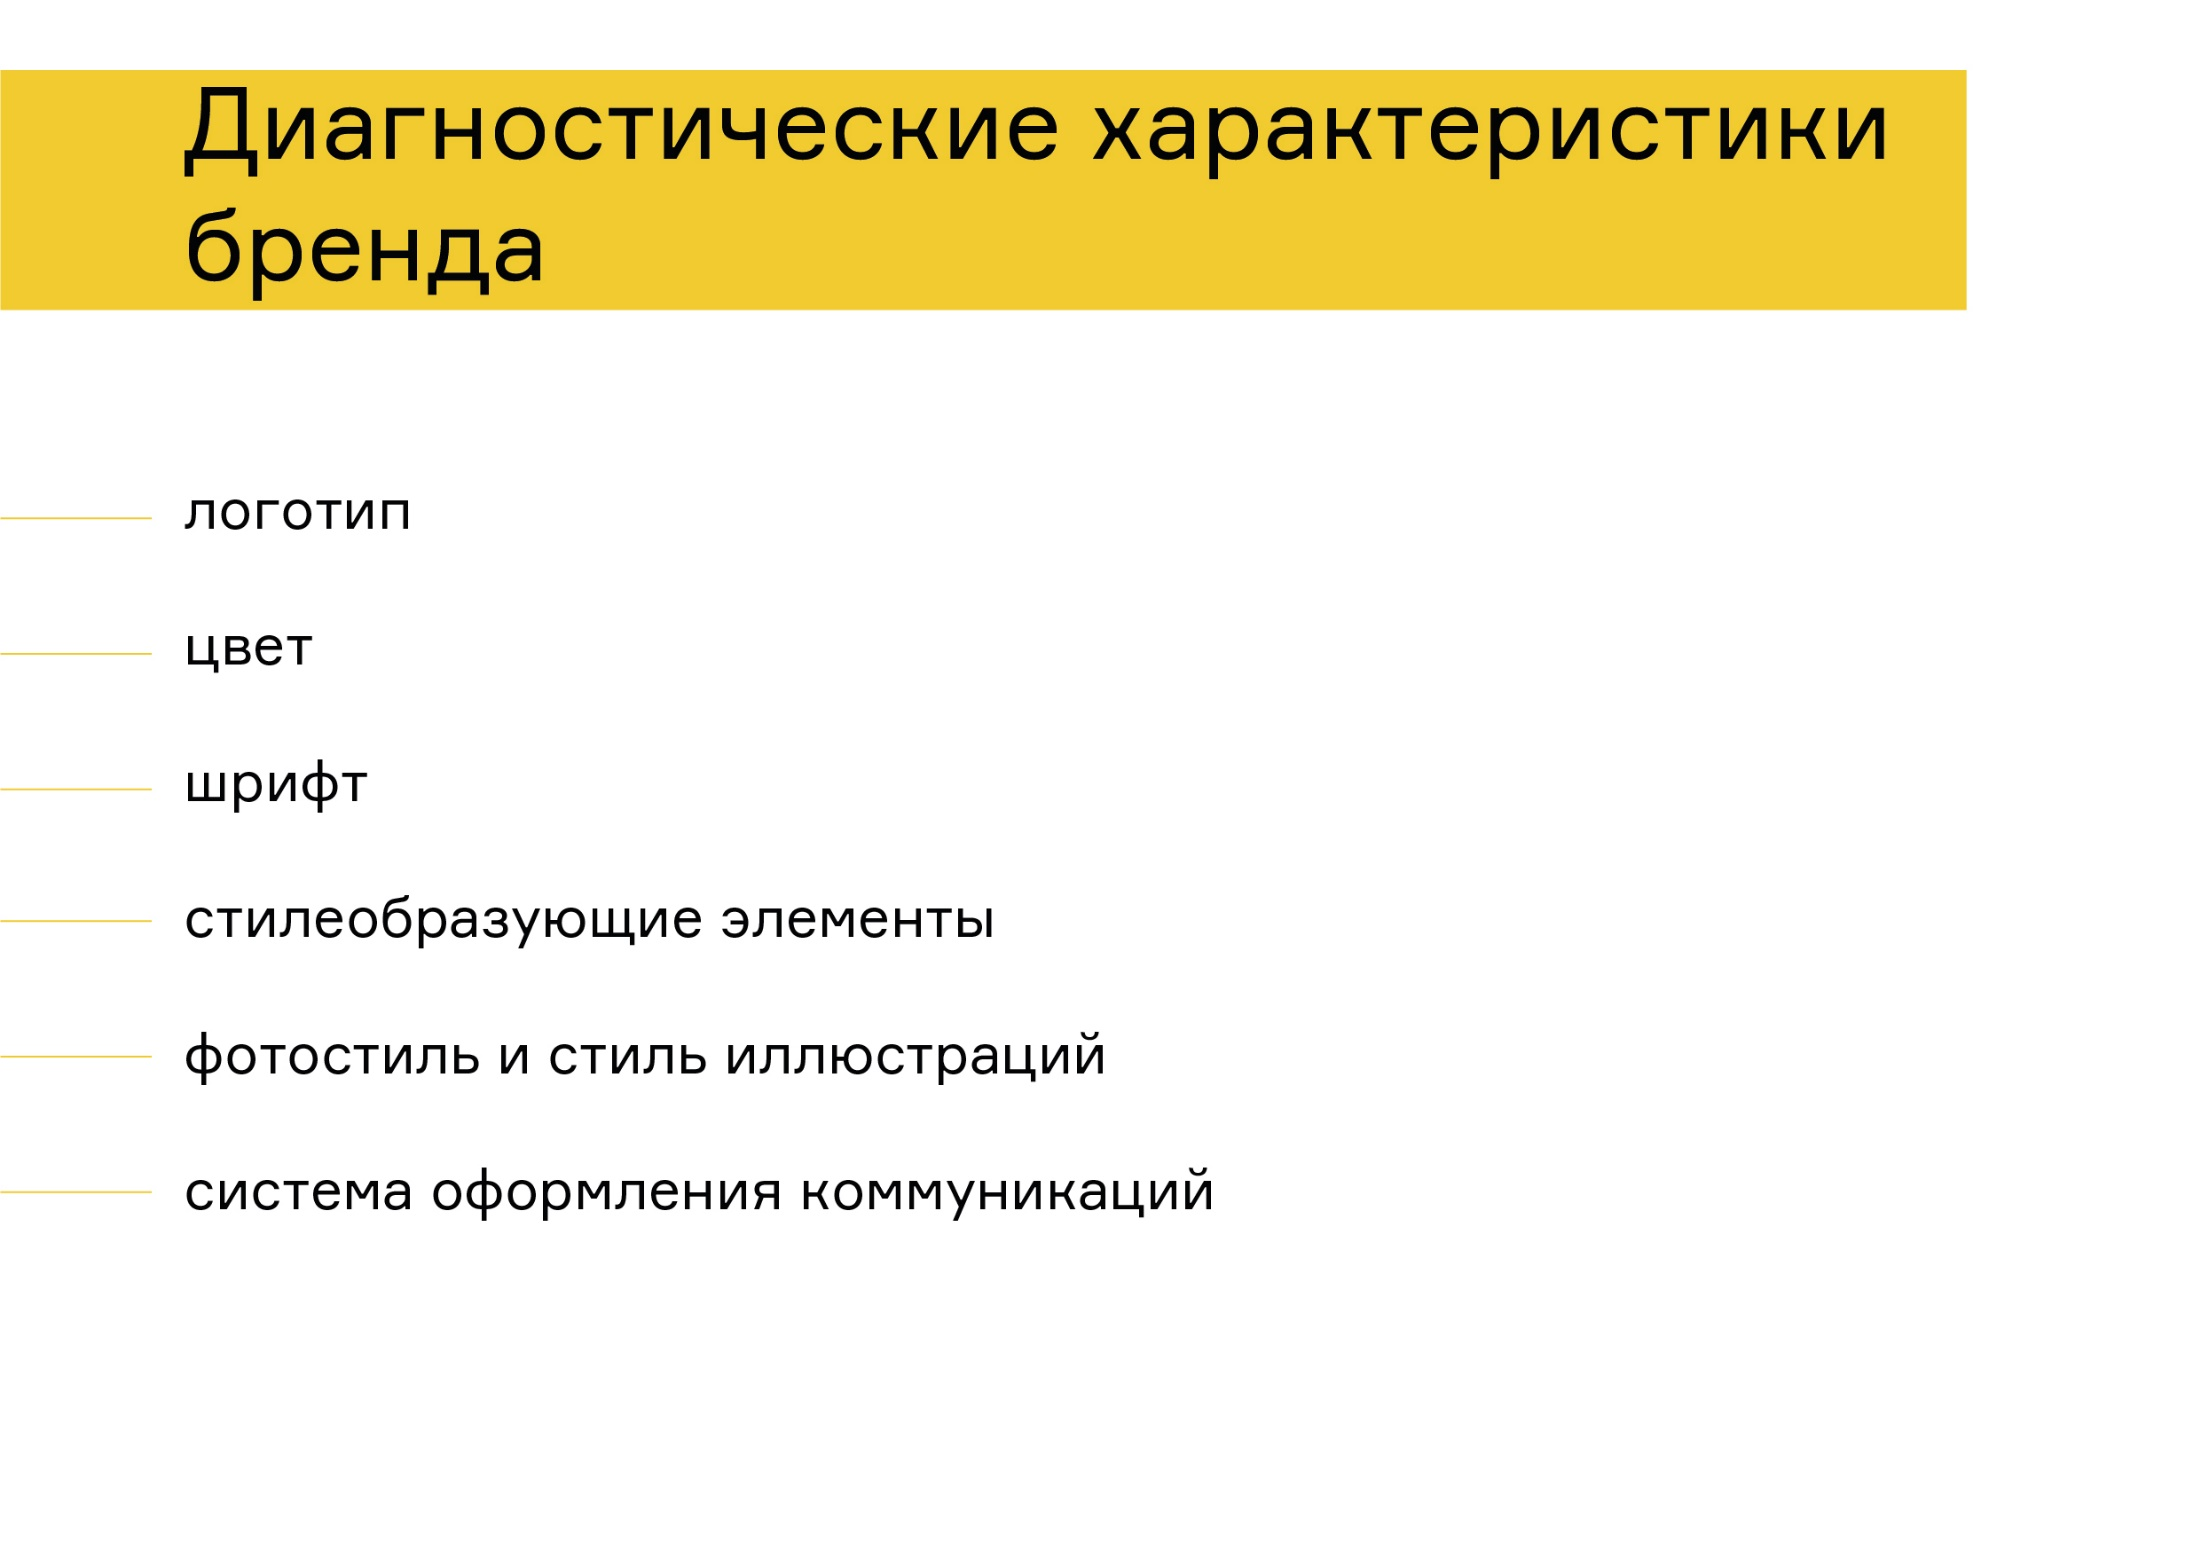 Диагностические характеристики
бренда
логотип
цвет
шрифт
стилеобразующие элементы
фотостиль и стиль иллюстраций
система оформления коммуникаций